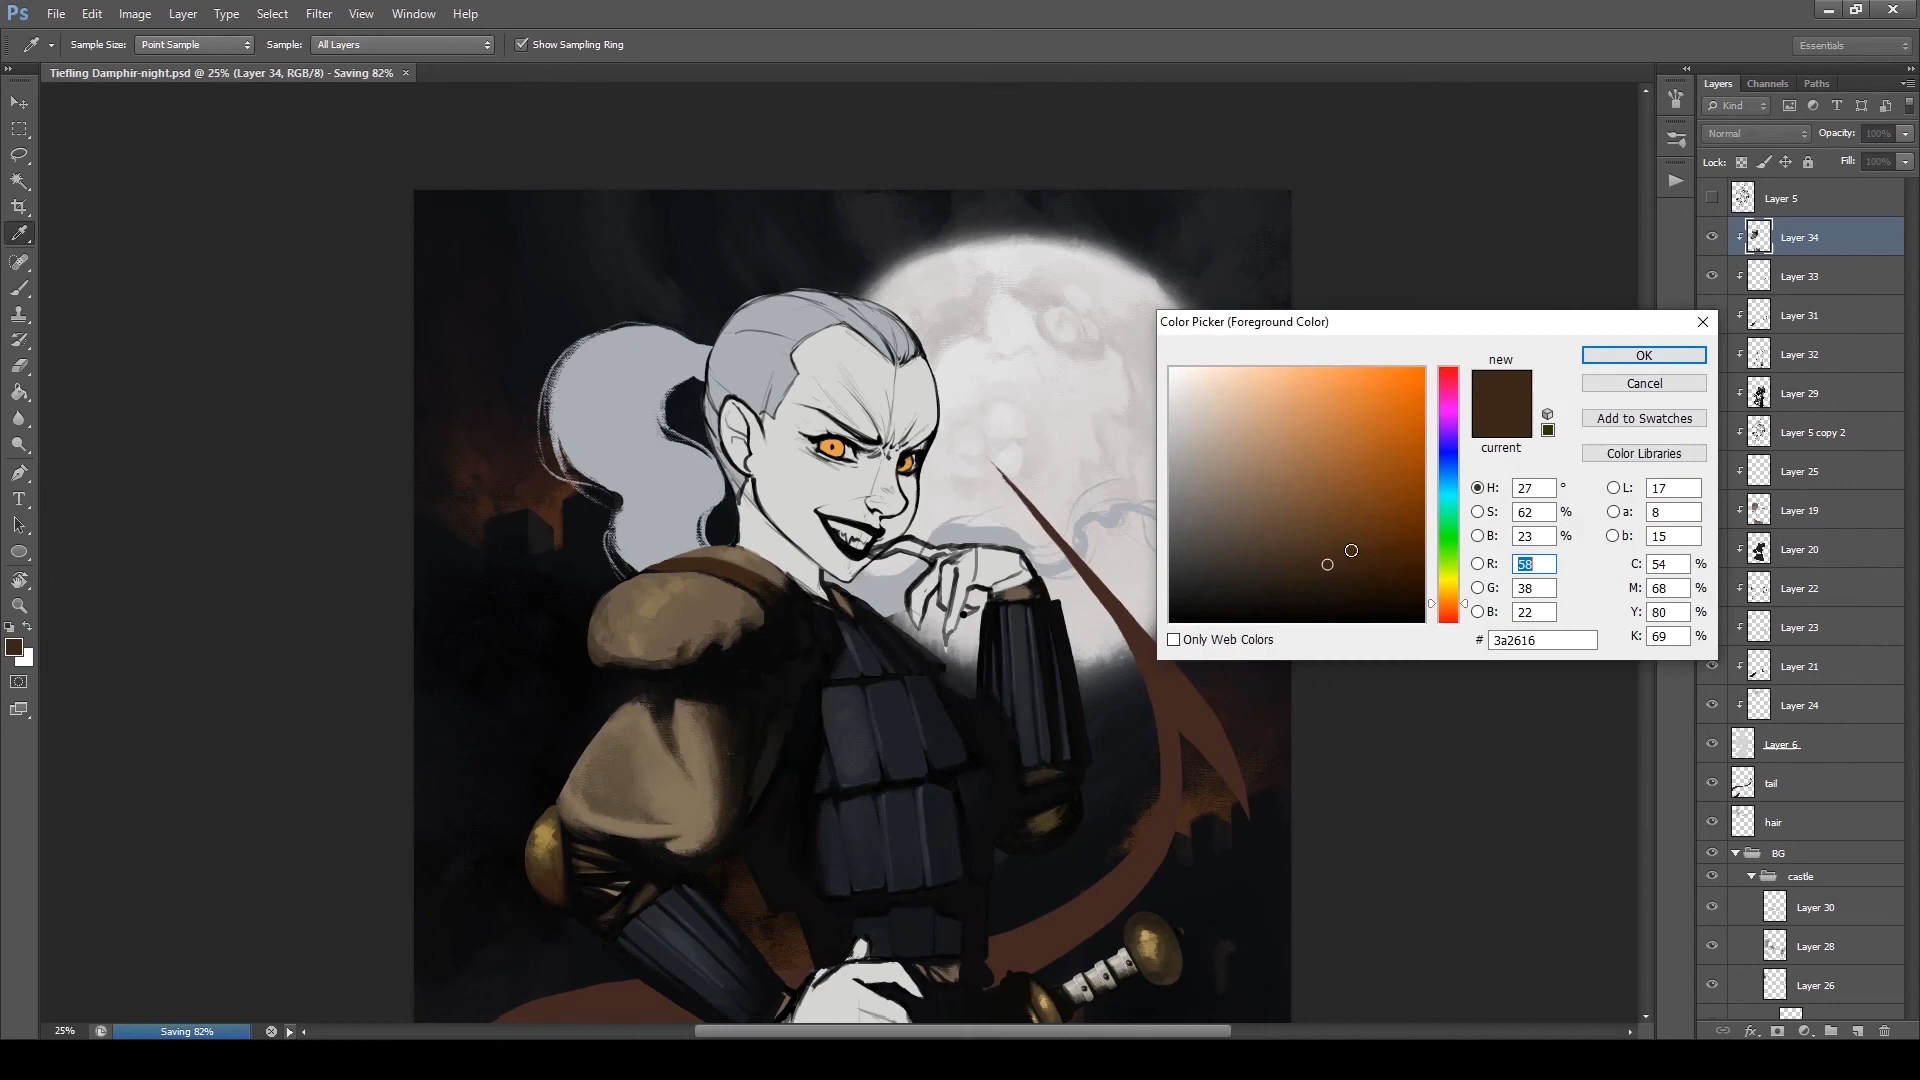 Ps File Edit Image Layer Type Select Filter View Window Help
Sample Size: Point Sample Sample: All Layers Show Sampling Ring Essentials
Tiefling Damphir-night.psd @ 25% (Layer 34, RGB/8) - Saving 82% ×
Layers Channels Paths
Kind
Normal Opacity: 100%
Lock: Fill: 100%
Layer 5
Layer 34
Layer 33
Layer 31
Layer 32
Layer 29
Layer 5 copy 2
Layer 25
Layer 19
Layer 20
Layer 22
Layer 23
Layer 21
Layer 24
Layer 6
tail
hair
BG
castle
Layer 30
Layer 28
Layer 26
Color Picker (Foreground Color)
new
current
OK
Cancel
Add to Swatches
Color Libraries
H: 27 ° L: 17
S: 62 % a: 8
B: 23 % b: 15
R: 58 C: 54 %
G: 38 M: 68 %
B: 22 Y: 80 %
# 3a2616 K: 69 %
Only Web Colors
25% Saving 82%
fx